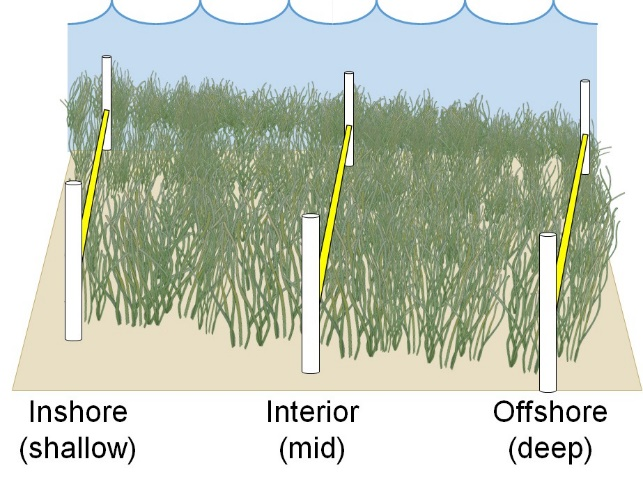 Inshore Interior Offshore
(shallow) (mid) (deep)